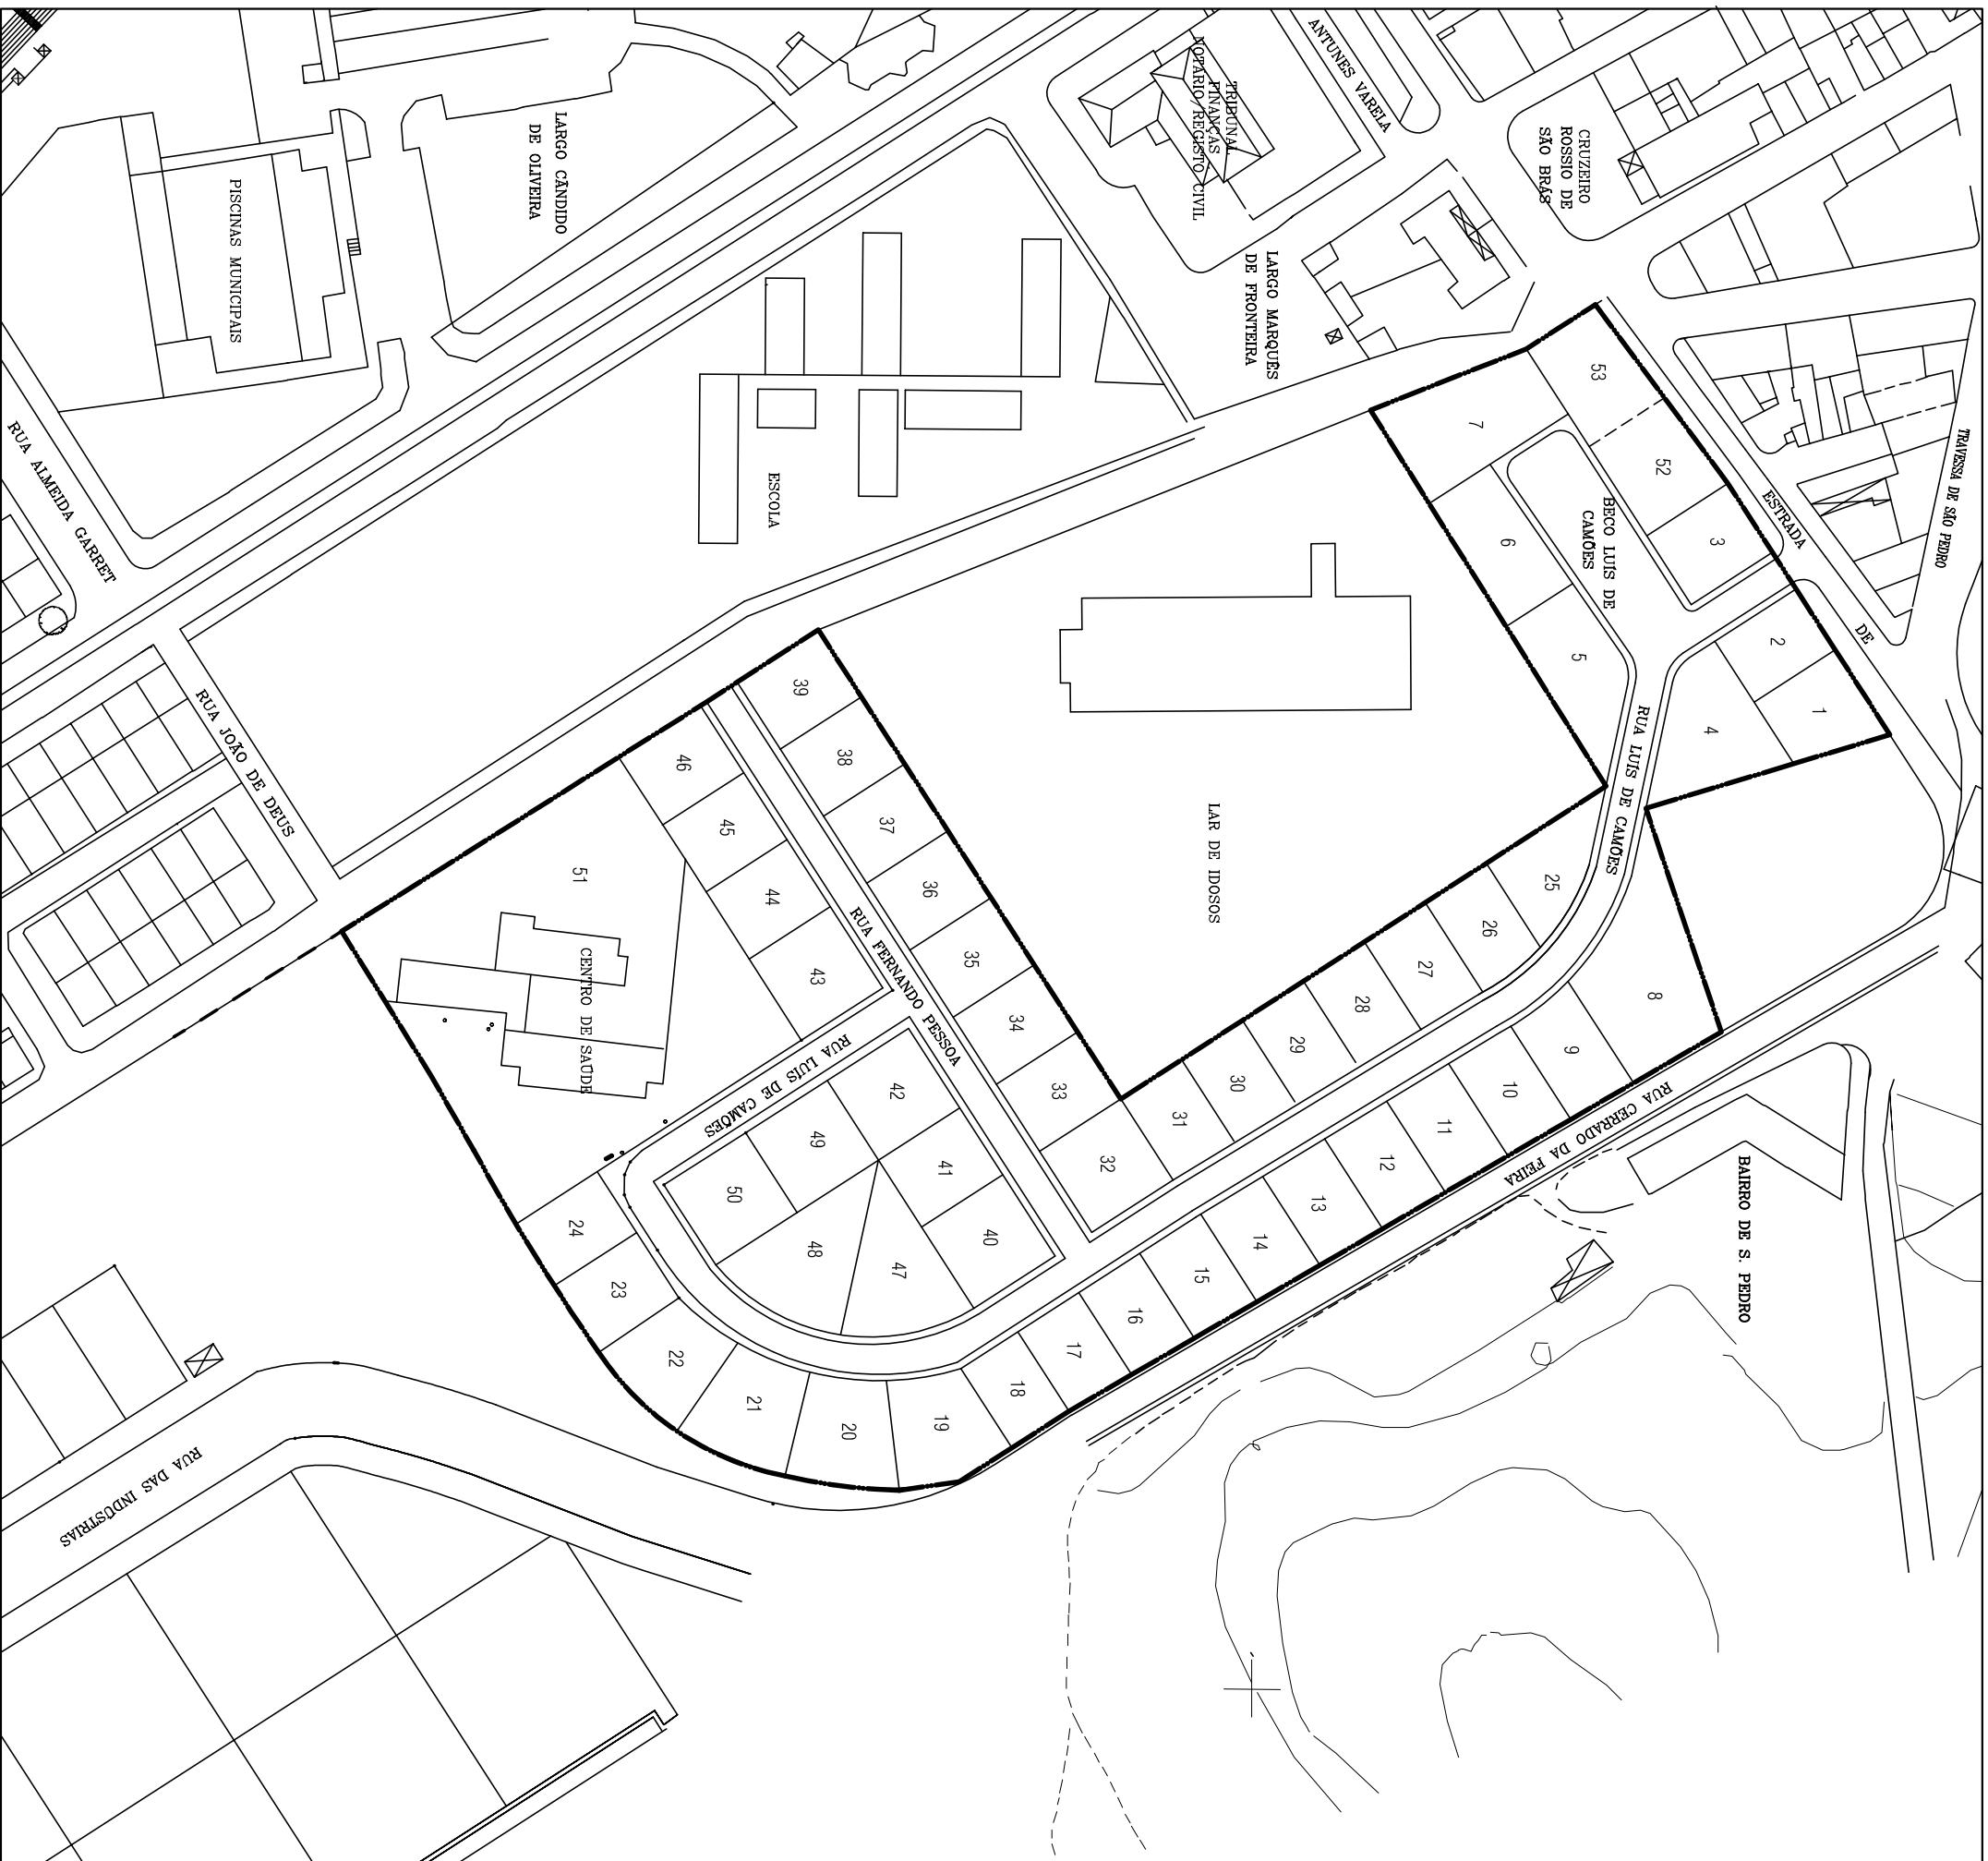 ANTUNES VARELA
TRIBUNAL
FINANÇAS
NOTÁRIO/REGISTO CIVIL
CRUZEIRO
ROSSIO DE
SÃO BRÁS
LARGO CÂNDIDO
DE OLIVEIRA
PISCINAS MUNICIPAIS
LARGO MARQUÊS
DE FRONTEIRA
TRAVESSA DE SÃO PEDRO
ESTRADA
DE
RUA ALMEIDA GARRET
ESCOLA
BECO LUÍS DE
CAMÕES
53
52
7
3
6
5
2
1
4
RUA LUÍS DE CAMÕES
RUA JOÃO DE DEUS
LAR DE IDOSOS
39
38
37
36
35
34
33
32
46
45
44
43
RUA FERNANDO PESSOA
51
CENTRO DE SAÚDE
25
26
27
28
29
30
31
8
9
10
11
12
13
14
15
16
17
18
19
20
21
22
23
24
RUA CERRADO DA FEIRA
BAIRRO DE S. PEDRO
RUA LUÍS DE CAMÕES
42
49
41
50
40
48
47
RUA DAS INDÚSTRIAS